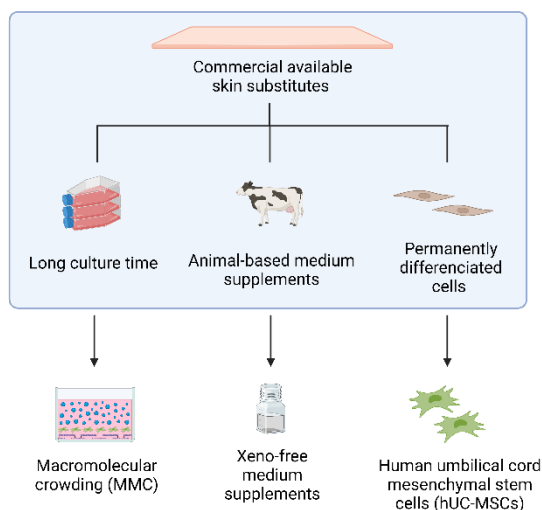 Commercial available
skin substitutes
Long culture time
Animal-based medium
supplements
Permanently
differenciated
cells
Macromolecular
crowding (MMC)
Xeno-free
medium
supplements
Human umbilical cord
mesenchymal stem
cells (hUC-MSCs)